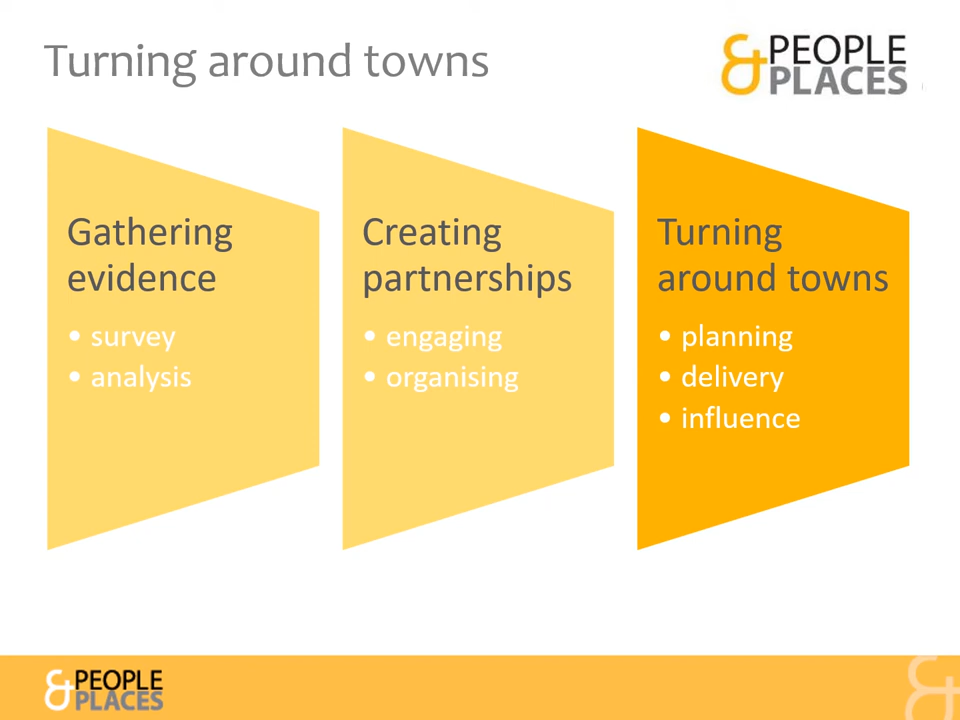 Turning around towns
& PEOPLE
PLACES
Gathering
evidence
• survey
• analysis
Creating
partnerships
• engaging
• organising
Turning
around towns
• planning
• delivery
• influence
& PEOPLE
PLACES
&